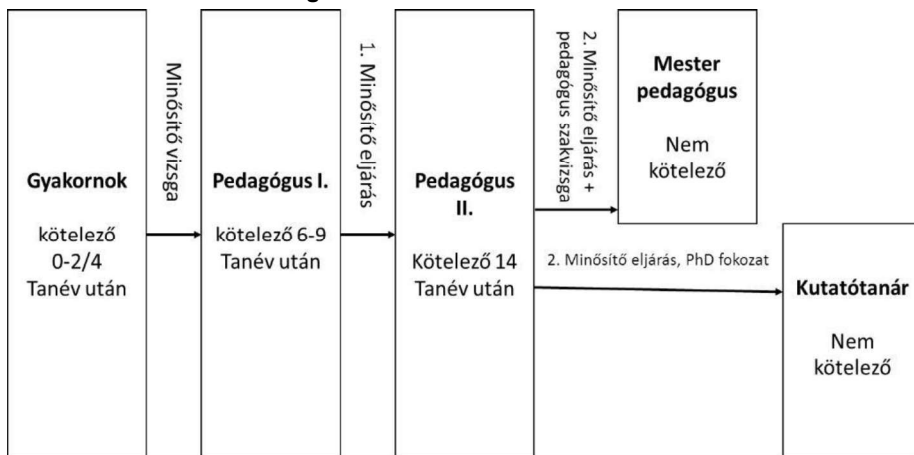 Gyakornok
kötelező
0-2/4
Tanév után
Minősítő vizsga
Pedagógus I.
kötelező 6-9
Tanév után
1. Minősítő eljárás
Pedagógus
II.
Kötelező 14
Tanév után
2. Minősítő eljárás +
pedagógus szakvizsga
Mester
pedagógus
Nem
kötelező
2. Minősítő eljárás, PhD fokozat
Kutatótanár
Nem
kötelező